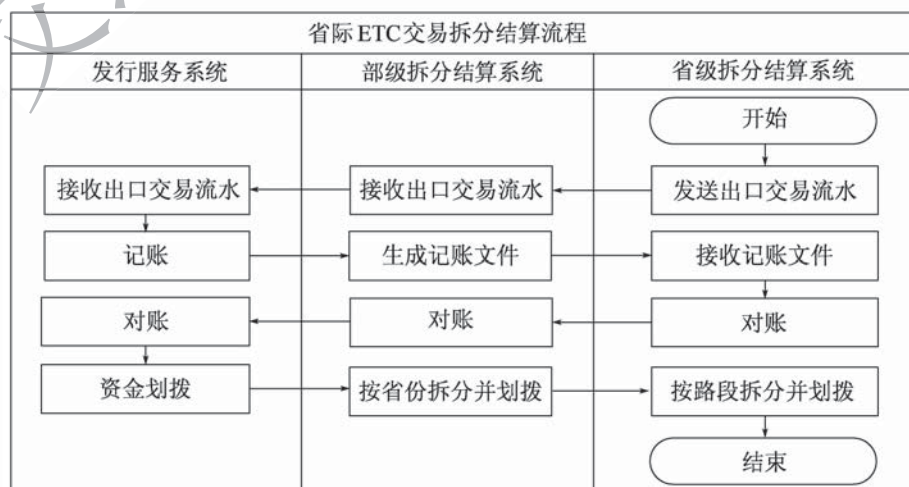 省际ETC交易拆分结算流程
发行服务系统
部级拆分结算系统
省级拆分结算系统
开始
接收出口交易流水
接收出口交易流水
发送出口交易流水
记账
生成记账文件
接收记账文件
对账
对账
对账
资金划拨
按省份拆分并划拨
按路段拆分并划拨
结束